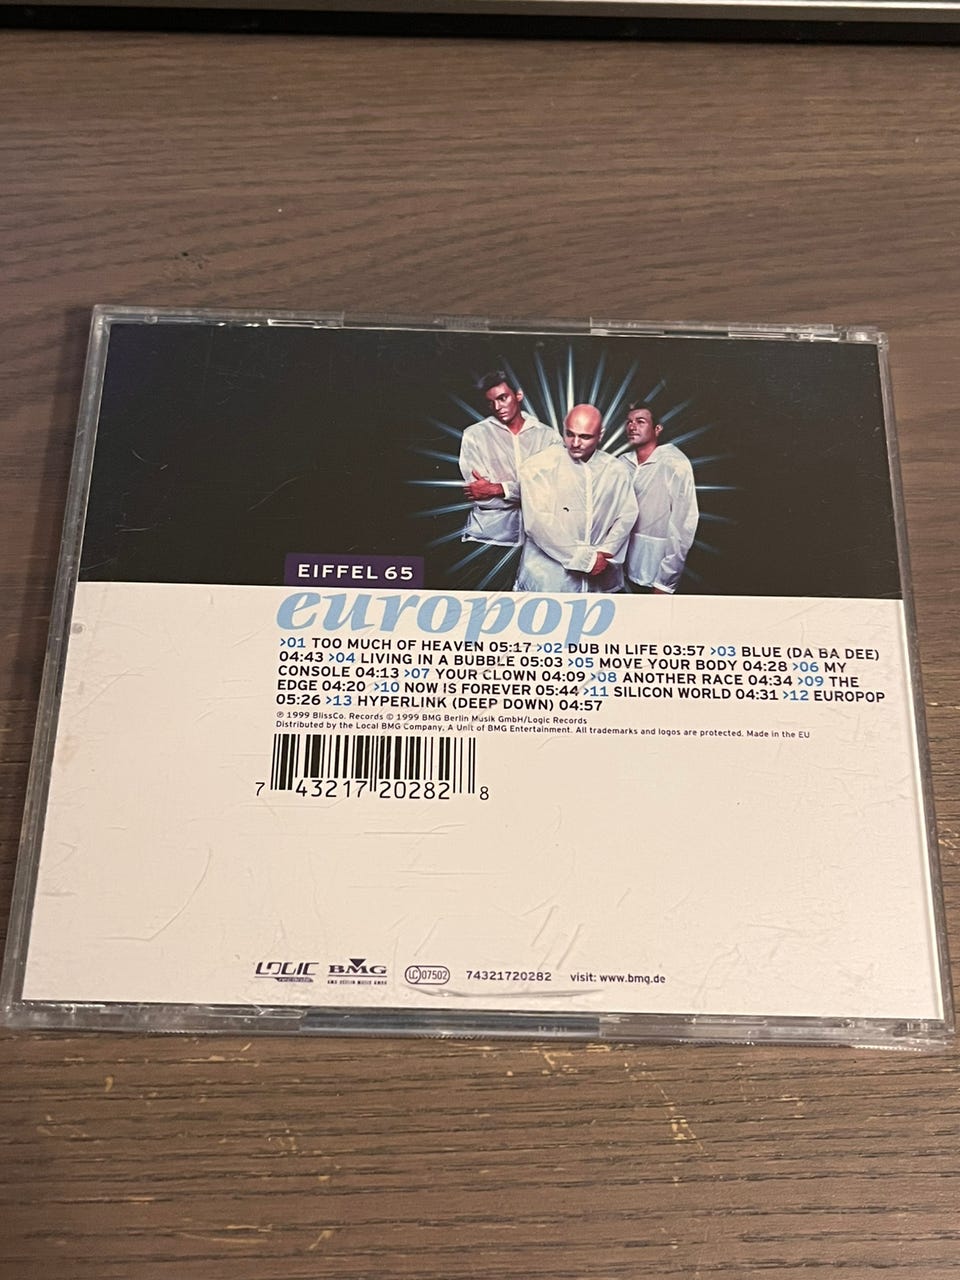 EIFFEL 65
europop
>01 TOO MUCH OF HEAVEN 05:17 >02 DUB IN LIFE 03:57 >03 BLUE (DA BA DEE)
04:43 >04 LIVING IN A BUBBLE 05:03 >05 MOVE YOUR BODY 04:28 >06 MY
CONSOLE 04:13 >07 YOUR CLOWN 04:09 >08 ANOTHER RACE 04:34 >09 THE
EDGE 04:20 >10 NOW IS FOREVER 05:44 >11 SILICON WORLD 04:31 >12 EUROPOP
05:26 >13 HYPERLINK (DEEP DOWN) 04:57
℗ 1999 BlissCo. Records © 1999 BMG Berlin Musik GmbH/Logic Records
Distributed by the Local BMG Company, A Unit of BMG Entertainment. All trademarks and logos are protected. Made in the EU
7 43217 20282 8
LOGIC records BMG BMG BERLIN MUSIK GMBH LC 07502 74321720282 visit: www.bmg.de